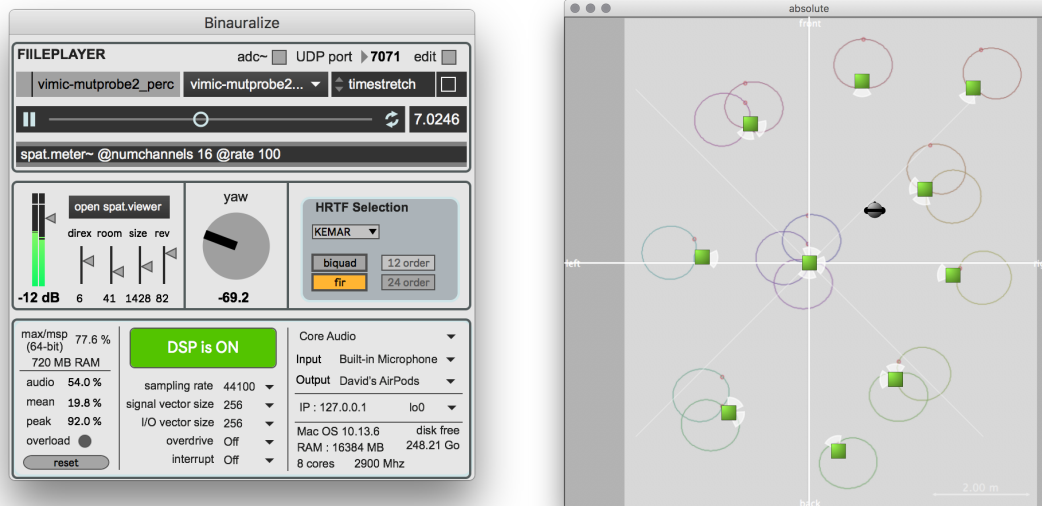 Binauralize
FIILEPLAYER
adc~ UDP port 7071 edit
vimic-mutprobe2_perc vimic-mutprobe2... timestretch
7.0246
spat.meter~ @numchannels 16 @rate 100
open spat.viewer
direx room size rev
-12 dB 6 41 1428 82
yaw
-69.2
HRTF Selection
KEMAR
biquad 12 order
fir 24 order
max/msp
(64-bit) 77.6 %
720 MB RAM
audio 54.0 %
mean 19.8 %
peak 92.0 %
overload
reset
DSP is ON
sampling rate 44100
signal vector size 256
I/O vector size 256
overdrive Off
interrupt Off
Core Audio
Input Built-in Microphone
Output David's AirPods
IP : 127.0.0.1 lo0
Mac OS 10.13.6 disk free
RAM : 16384 MB 248.21 Go
8 cores 2900 Mhz
absolute
front
left
back
2.00 m